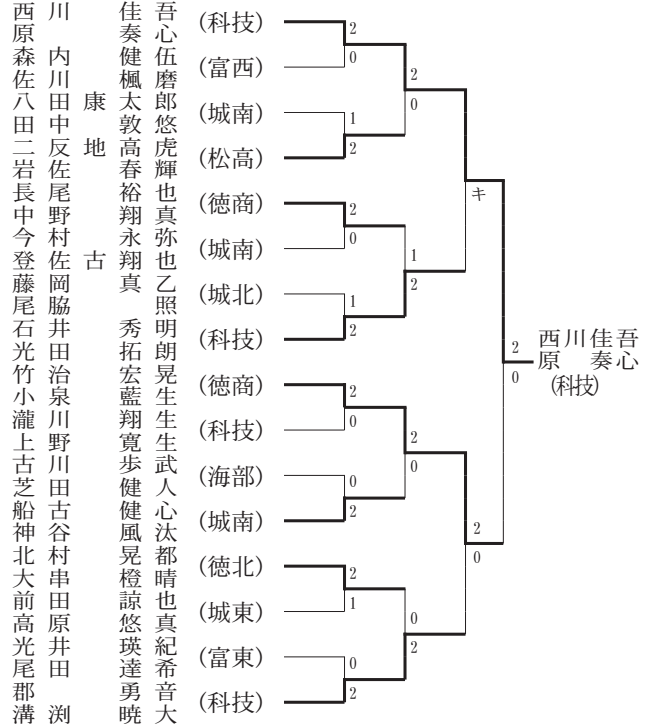 西川佳吾
原奏心
(科技)
森内健伍
佐川楓磨
(富西)
八田康太郎
田中敦悠
(城南)
二反地高虎
岩佐春輝
(松高)
長尾裕也
中野翔真
(徳商)
今村永弥
登佐古翔也
(城南)
藤岡真乙
尾脇照
(城北)
石井秀明
光田拓朗
(科技)
竹治宏晃
小泉藍生
(徳商)
瀧川翔生
上野寛生
(科技)
古川歩武
芝田健人
(海部)
船古健心
神谷風汰
(城南)
北村晃都
大串橙晴
(徳北)
前田諒也
高原悠真
(城東)
光井瑛紀
尾田達希
(富東)
郡勇音
溝渕暁大
(科技)
2
0
1
2
2
0
1
2
2
0
0
2
2
1
0
2
2
0
1
2
2
0
0
2
キ
2
0
2
0
西川佳吾
原奏心
(科技)